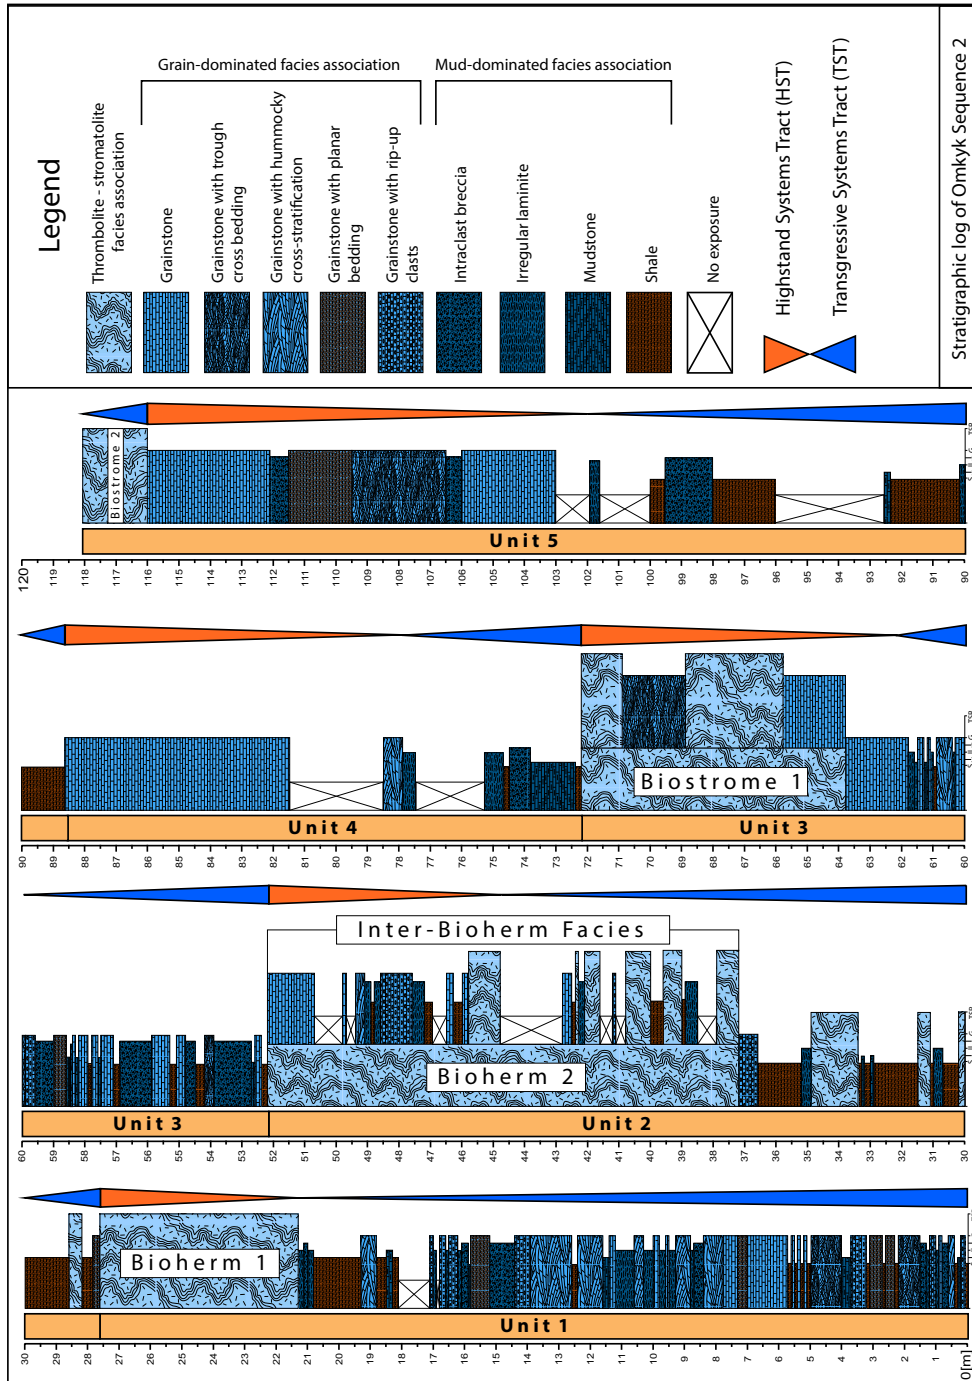 Legend
Grain-dominated facies association
Mud-dominated facies association
Thrombolite - stromatolite
facies association
Grainstone
Grainstone with trough
cross bedding
Grainstone with hummocky
cross-stratification
Grainstone with planar
bedding
Grainstone with rip-up
clasts
Intraclast breccia
Irregular laminite
Mudstone
Shale
No exposure
Highstand Systems Tract (HST)
Transgressive Systems Tract (TST)
Stratigraphic log of Omkyk Sequence 2
Biostrome 2
Unit 5
120 119 118 117 116 115 114 113 112 111 110 109 108 107 106 105 104 103 102 101 100 99 98 97 96 95 94 93 92 91 90
Biostrome 1
Unit 4
Unit 3
90 89 88 87 86 85 84 83 82 81 80 79 78 77 76 75 74 73 72 71 70 69 68 67 66 65 64 63 62 61 60
Inter-Bioherm Facies
Bioherm 2
Unit 3
Unit 2
60 59 58 57 56 55 54 53 52 51 50 49 48 47 46 45 44 43 42 41 40 39 38 37 36 35 34 33 32 31 30
Bioherm 1
Unit 1
30 29 28 27 26 25 24 23 22 21 20 19 18 17 16 15 14 13 12 11 10 9 8 7 6 5 4 3 2 1 0[m]